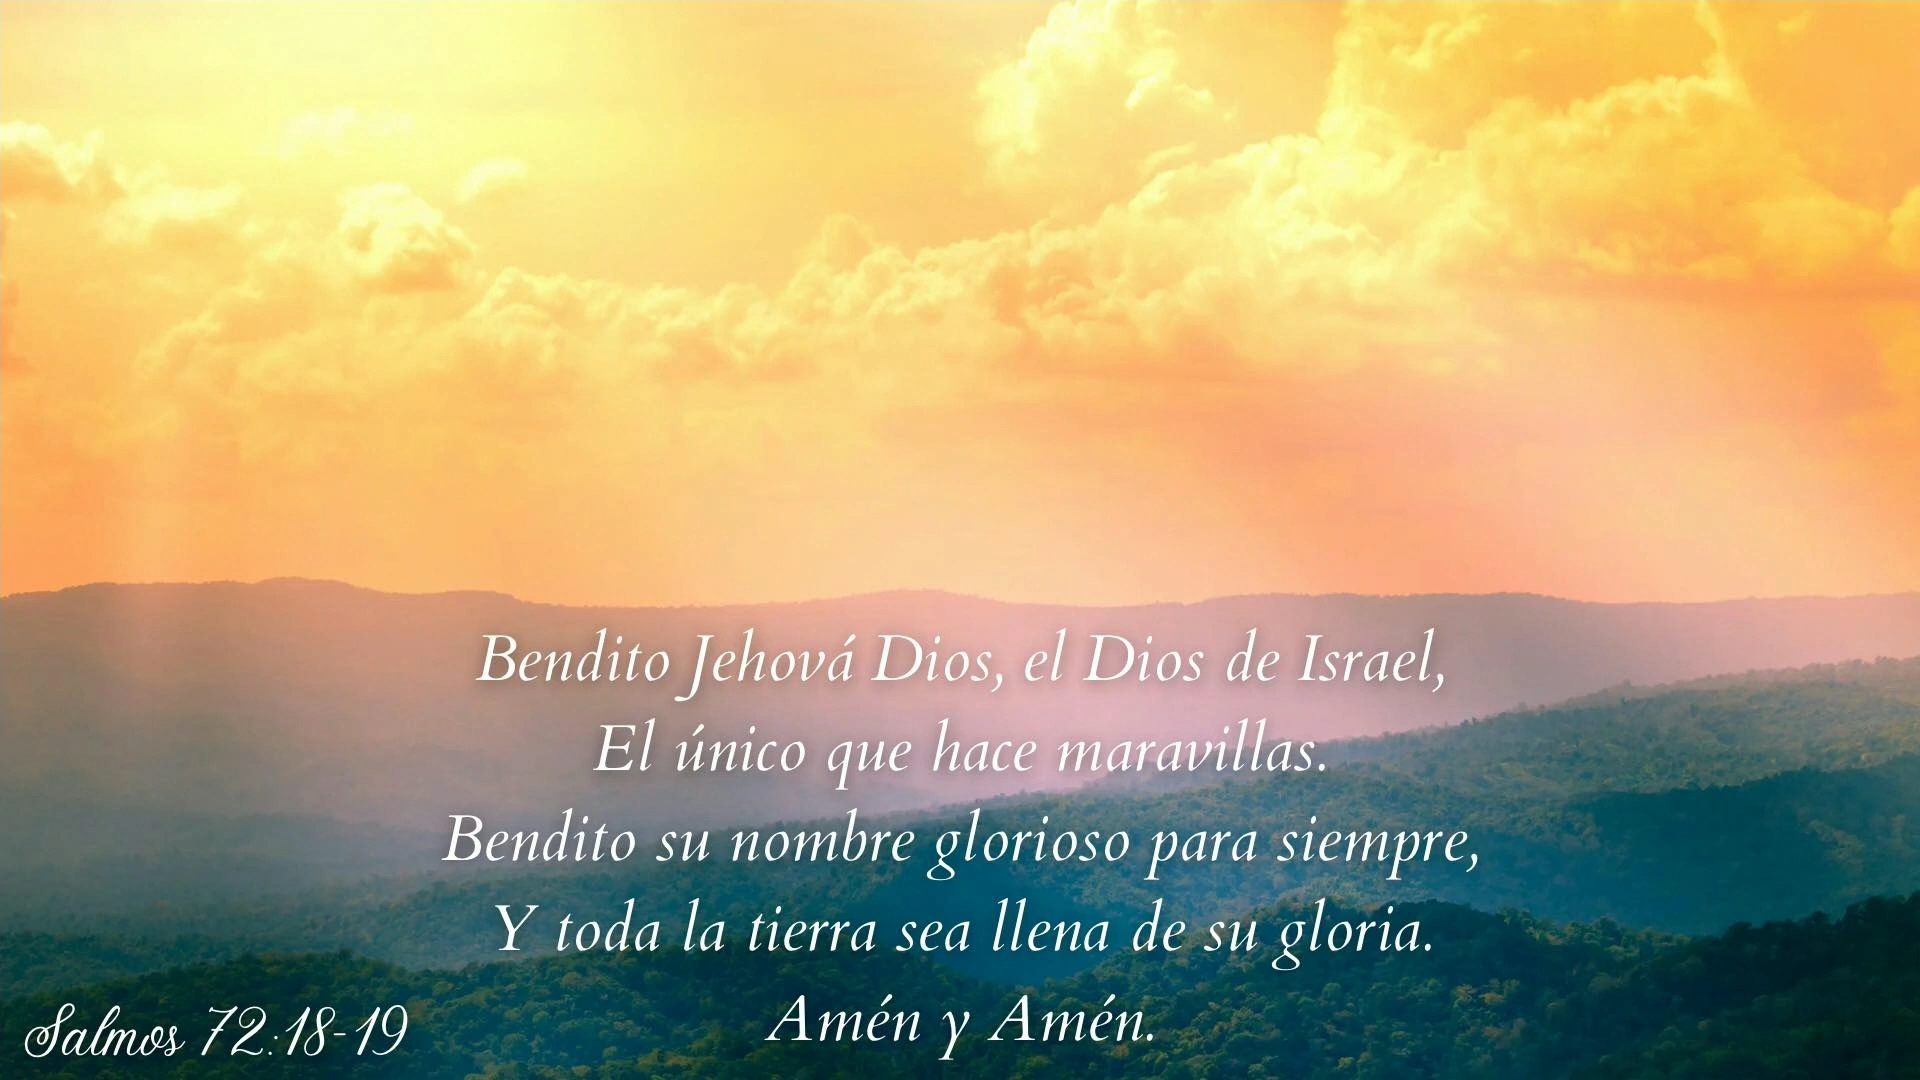 Bendito Jehová Dios, el Dios de Israel,
El único que hace maravillas.
Bendito su nombre glorioso para siempre,
Y toda la tierra sea llena de su gloria.
Amén y Amén.
Salmos 72:18-19